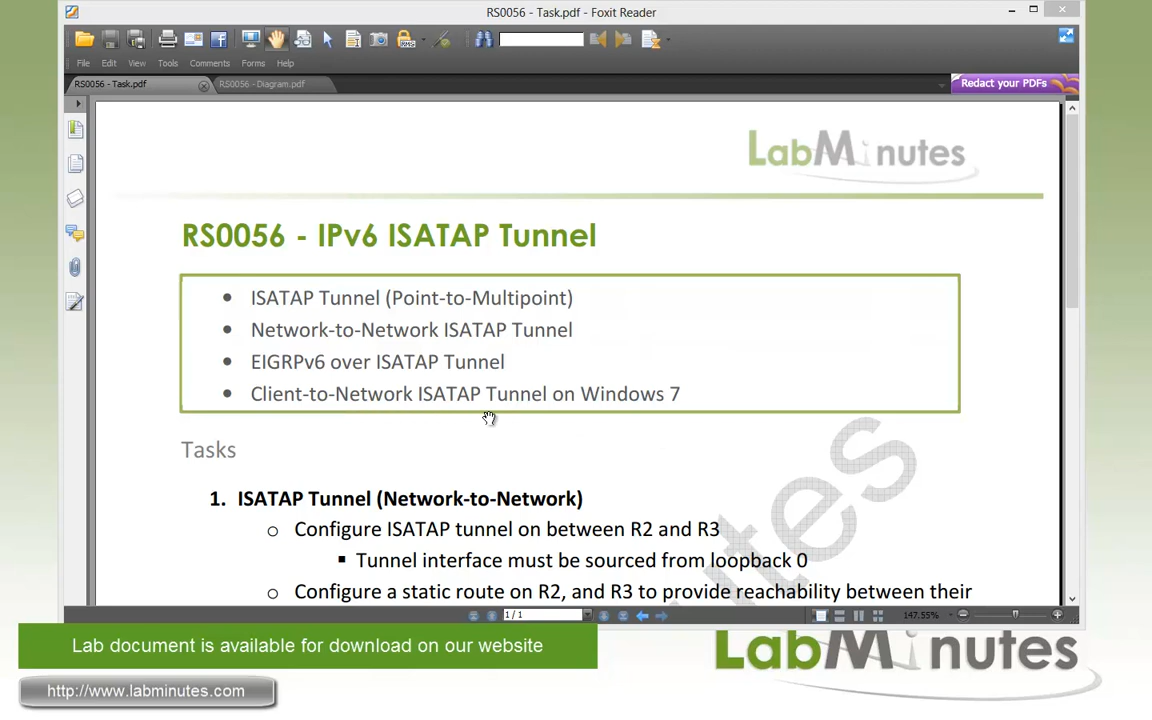 RS0056 - Task.pdf - Foxit Reader
File Edit View Tools Comments Forms Help
RS0056 - Task.pdf RS0056 - Diagram.pdf Redact your PDFs
LabMinutes
RS0056 - IPv6 ISATAP Tunnel
• ISATAP Tunnel (Point-to-Multipoint)
• Network-to-Network ISATAP Tunnel
• EIGRPv6 over ISATAP Tunnel
• Client-to-Network ISATAP Tunnel on Windows 7
Tasks
1. ISATAP Tunnel (Network-to-Network)
o Configure ISATAP tunnel on between R2 and R3
▪ Tunnel interface must be sourced from loopback 0
o Configure a static route on R2, and R3 to provide reachability between their
utes
1/1 147.55%
Lab document is available for download on our website
LabMinutes
http://www.labminutes.com